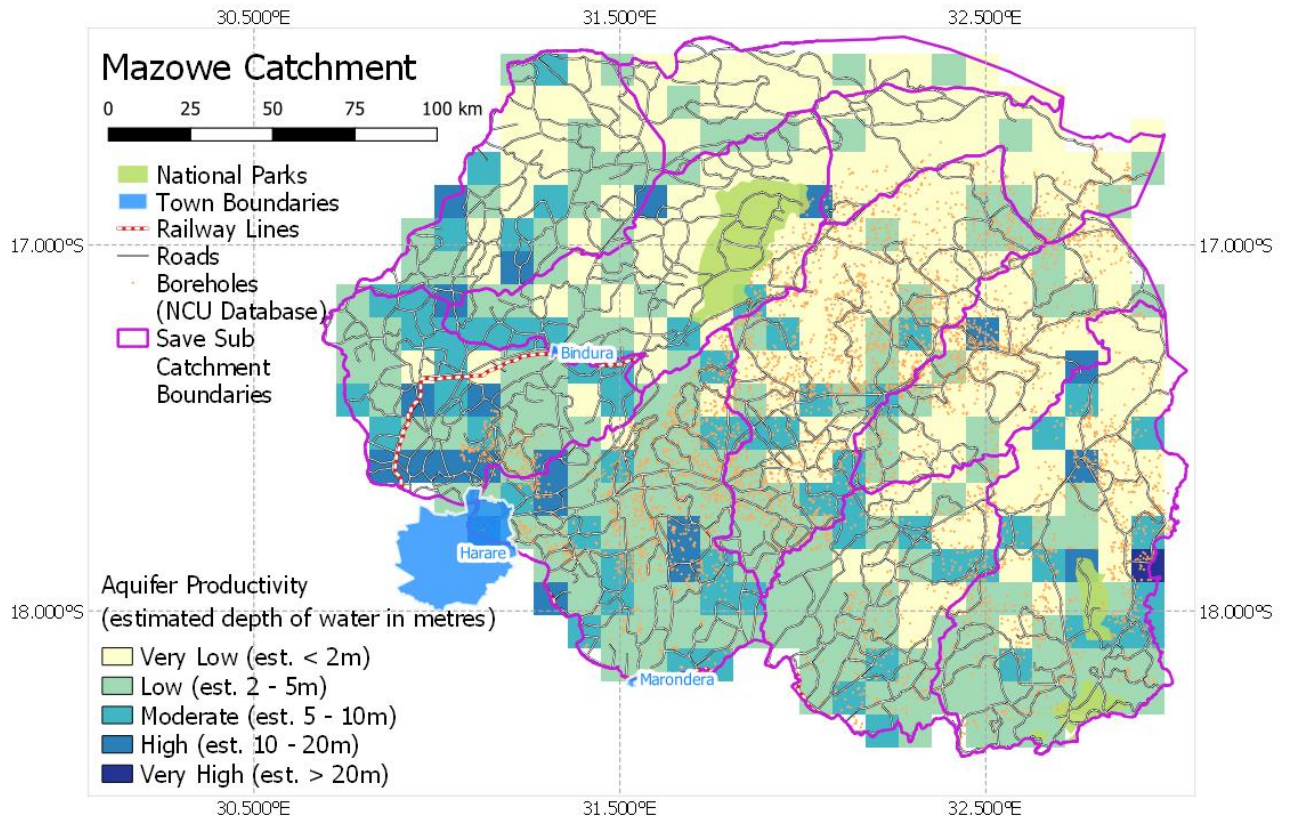 30.500°E 31.500°E 32.500°E
Mazowe Catchment
0 25 50 75 100 km
National Parks
Town Boundaries
Railway Lines
17.000°S 17.000°S
Roads
Boreholes
(NCU Database)
Save Sub
Catchment
Boundaries
Bindura
Harare
Aquifer Productivity
(estimated depth of water in metres)
18.000°S 18.000°S
Very Low (est. < 2m)
Low (est. 2 - 5m)
Marondera
Moderate (est. 5 - 10m)
High (est. 10 - 20m)
Very High (est. > 20m)
30.500°E 31.500°E 32.500°E